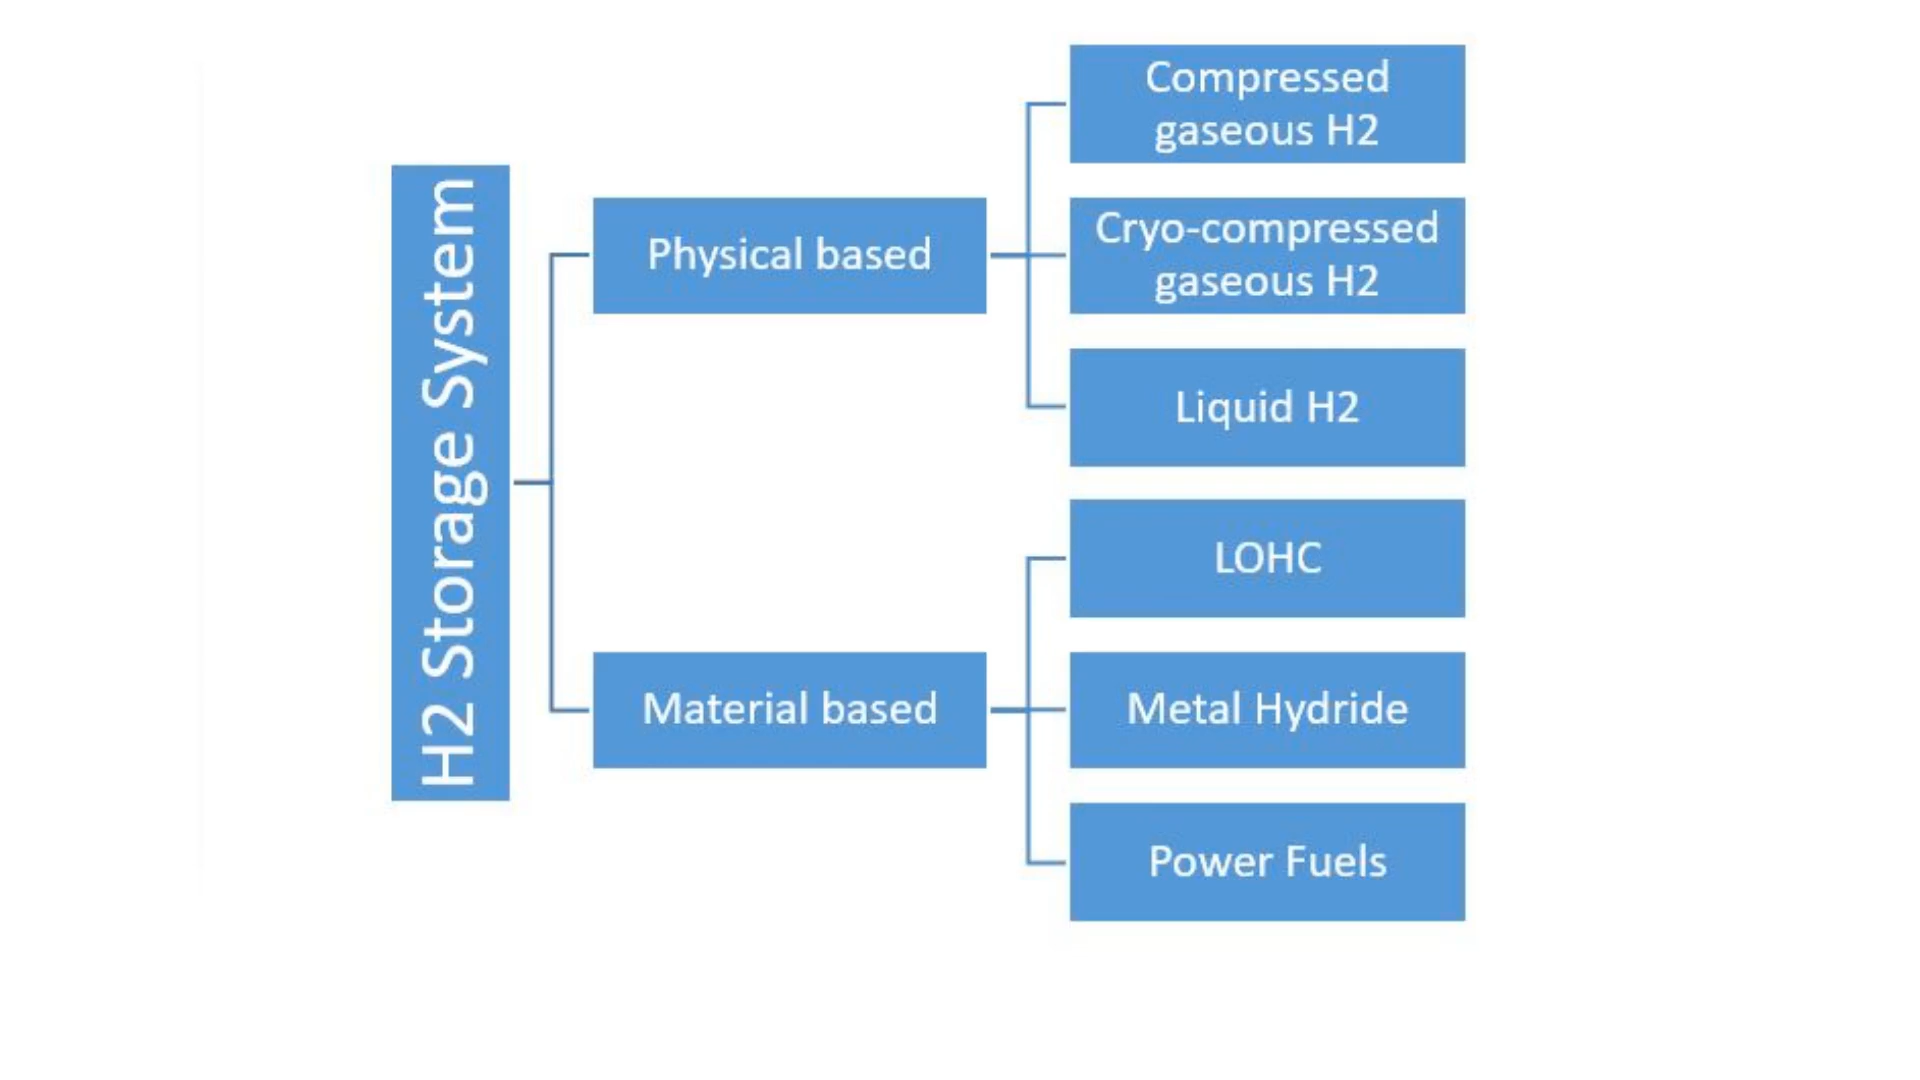 H2 Storage System
Physical based
Compressed
gaseous H2
Cryo-compressed
gaseous H2
Liquid H2
Material based
LOHC
Metal Hydride
Power Fuels